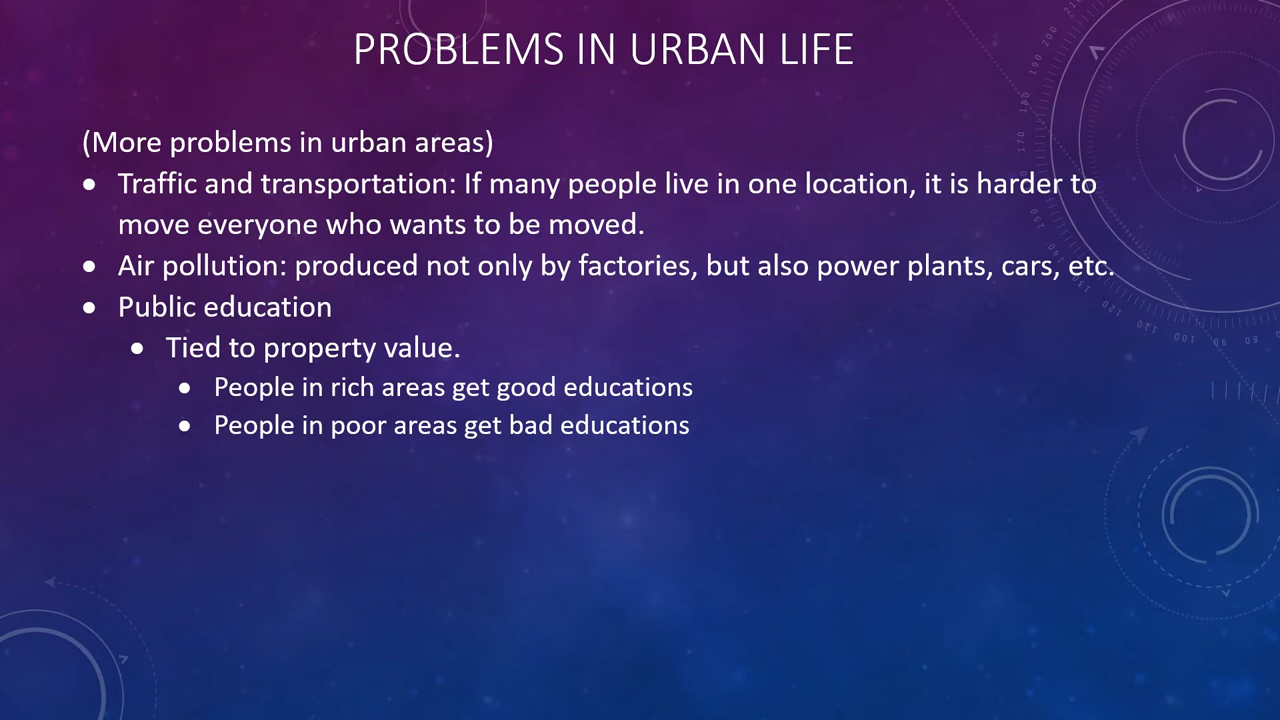 PROBLEMS IN URBAN LIFE
(More problems in urban areas)
• Traffic and transportation: If many people live in one location, it is harder to
move everyone who wants to be moved.
• Air pollution: produced not only by factories, but also power plants, cars, etc.
• Public education
• Tied to property value.
• People in rich areas get good educations
• People in poor areas get bad educations